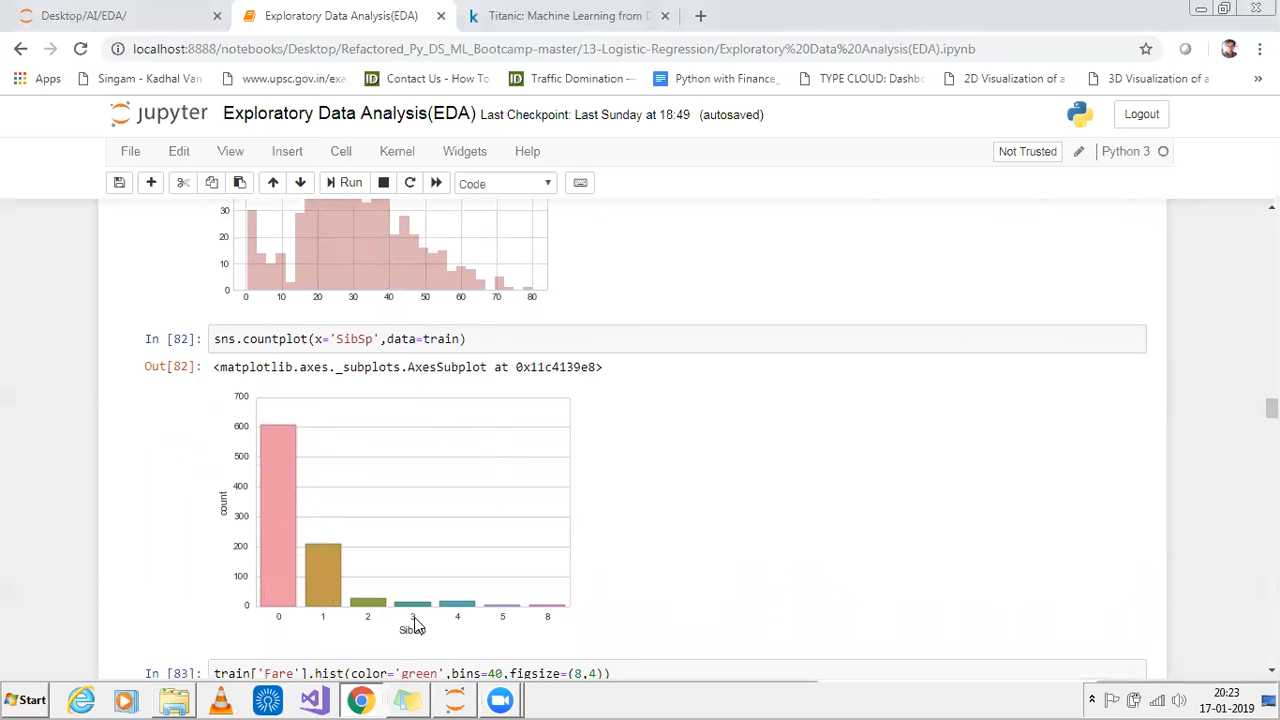 Desktop/AI/EDA/
Exploratory Data Analysis(EDA)
Titanic: Machine Learning from D
localhost:8888/notebooks/Desktop/Refactored_Py_DS_ML_Bootcamp-master/13-Logistic-Regression/Exploratory%20Data%20Analysis(EDA).ipynb
Apps
Singam - Kadhal Van
www.upsc.gov.in/exa
Contact Us - How To
Traffic Domination —
Python with Finance_
TYPE CLOUD: Dashb
2D Visualization of a
3D Visualization of a
»
jupyter Exploratory Data Analysis(EDA) Last Checkpoint: Last Sunday at 18:49 (autosaved)
Logout
File Edit View Insert Cell Kernel Widgets Help
Not Trusted
Python 3
Run
Code
30
20
10
0
0 10 20 30 40 50 60 70 80
In [82]: sns.countplot(x='SibSp',data=train)
Out[82]: <matplotlib.axes._subplots.AxesSubplot at 0x11c4139e8>
700
600
500
400
300
200
100
0
count
0 1 2 3 4 5 8
In [83]: train['Fare'].hist(color='green',bins=40,figsize=(8,4))
Start
20:23
17-01-2019